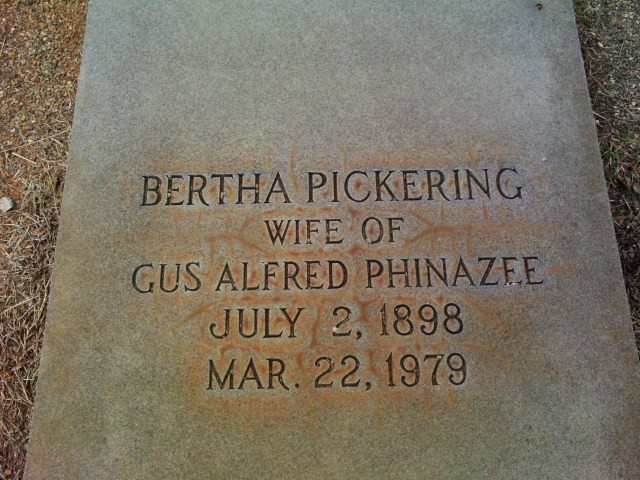 BERTHA PICKERING
WIFE OF
GUS ALFRED PHINAZEE
JULY 2, 1898
MAR. 22, 1979